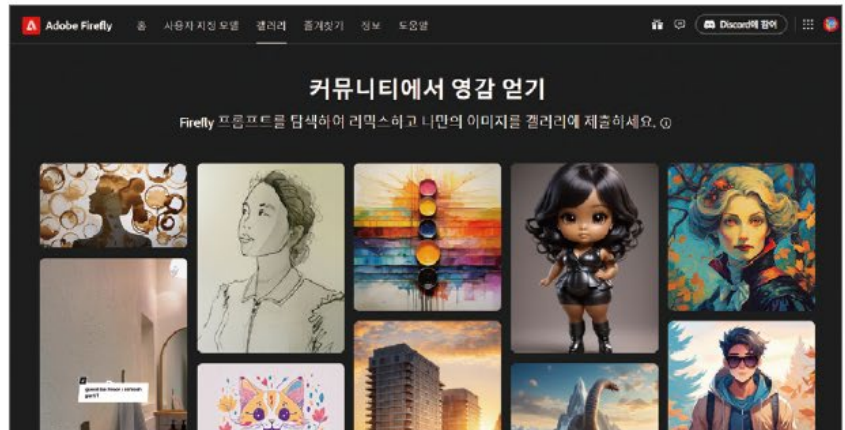 Adobe Firefly 홈 사용자 지정 모델 갤러리 즐겨찾기 정보 도움말 Discord에 참여
커뮤니티에서 영감 얻기
Firefly 프롬프트를 탐색하여 리믹스하고 나만의 이미지를 갤러리에 제출하세요.